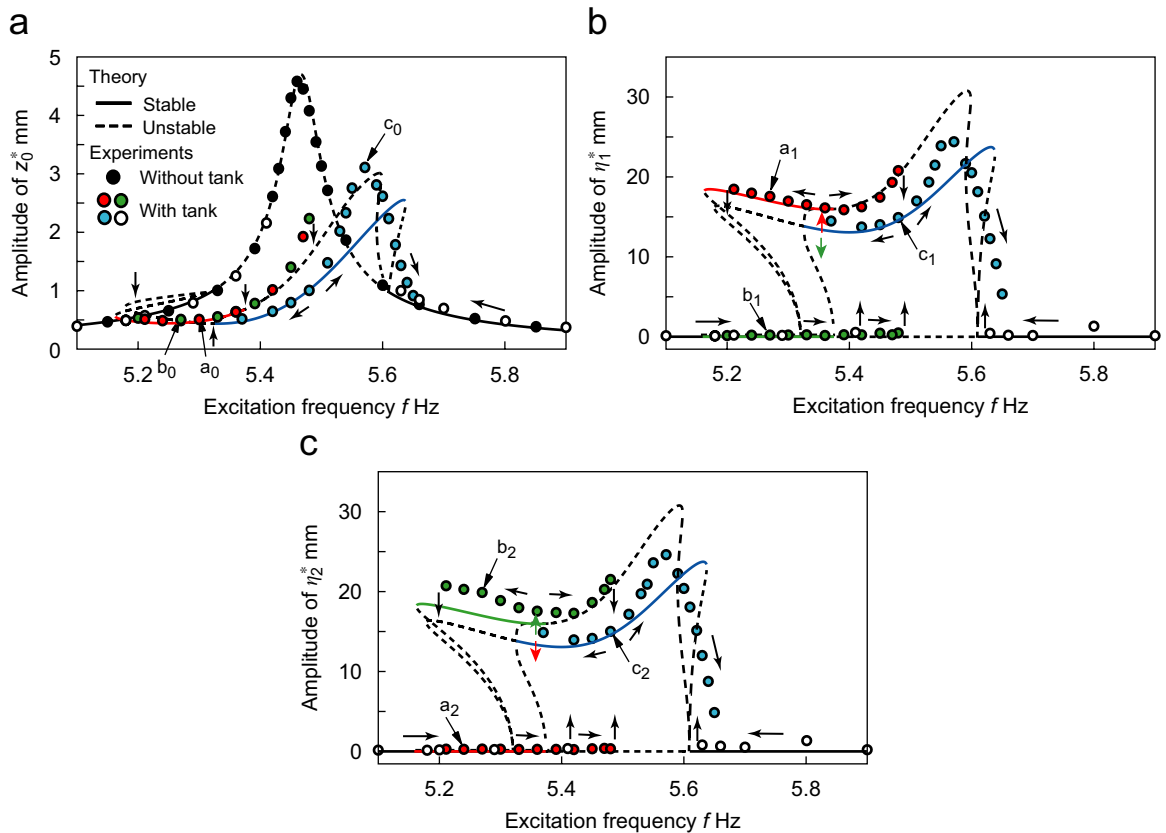 a
Amplitude of z₀* mm
5
4
3
2
1
0
Theory
Stable
Unstable
Experiments
Without tank
With tank
c₀
b₀
a₀
5.2
5.4
5.6
5.8
Excitation frequency f Hz
b
Amplitude of η₁* mm
30
20
10
0
a₁
c₁
b₁
5.2
5.4
5.6
5.8
Excitation frequency f Hz
c
Amplitude of η₂* mm
30
20
10
0
b₂
c₂
a₂
5.2
5.4
5.6
5.8
Excitation frequency f Hz